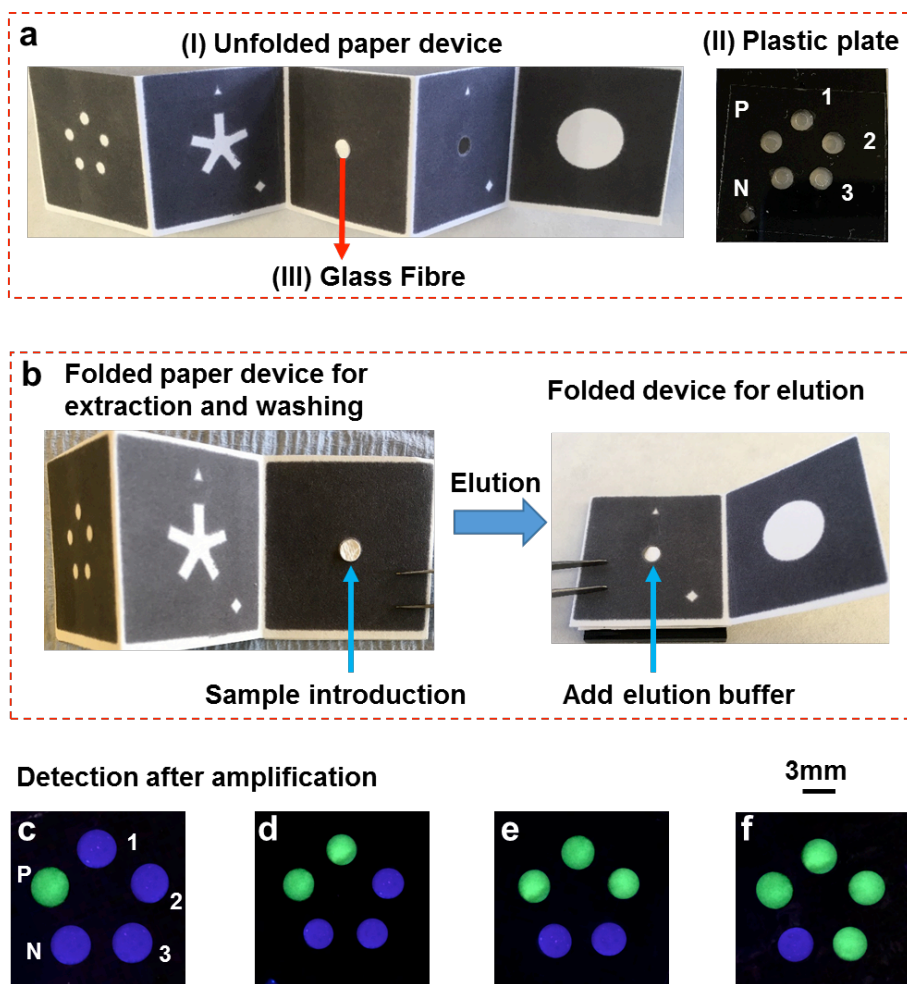 a
(I) Unfolded paper device
(II) Plastic plate
P
1
2
N
3
(III) Glass Fibre
b
Folded paper device for
extraction and washing
Folded device for elution
Elution
Sample introduction
Add elution buffer
Detection after amplification
3mm
c
1
P
2
N
3
d
e
f